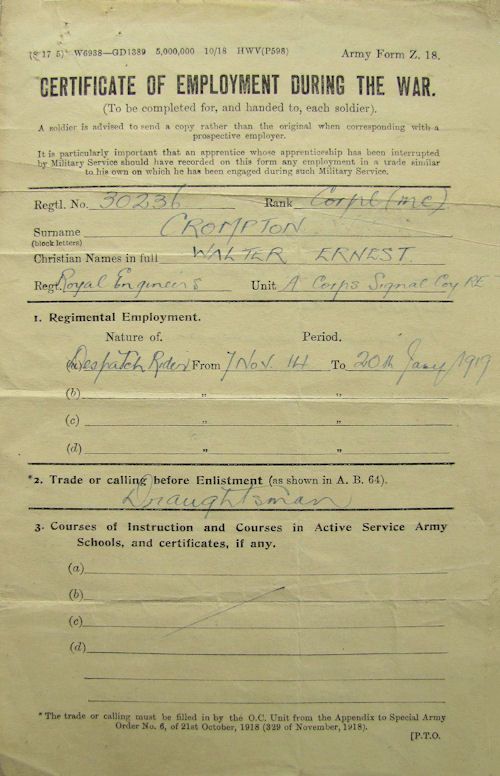 (8 17 5) W6938—GD1389 5,000,000 10/18 HWV(P598) Army Form Z. 18.
CERTIFICATE OF EMPLOYMENT DURING THE WAR.
(To be completed for, and handed to, each soldier).
A soldier is advised to send a copy rather than the original when corresponding with a
prospective employer.
It is particularly important that an apprentice whose apprenticeship has been interrupted
by Military Service should have recorded on this form any employment in a trade similar
to his own on which he has been engaged during such Military Service.
Regtl. No. 30236 Rank Corpl (mc)
Surname CROMPTON
(block letters)
Christian Names in full WALTER ERNEST
Regt. Royal Engineers Unit A Corps Signal Coy RE
1. Regimental Employment.
Nature of. Period.
(a) Despatch Rider From 7 Nov. 14 To 20th Jany 1919
(b) „ „
(c) „ „
(d) „ „
*2. Trade or calling before Enlistment (as shown in A. B. 64).
Draughtsman
3. Courses of Instruction and Courses in Active Service Army
Schools, and certificates, if any.
(a)
(b)
(c)
(d)
* The trade or calling must be filled in by the O.C. Unit from the Appendix to Special Army
Order No. 6, of 21st October, 1918 (329 of November, 1918).
[P.T.O.